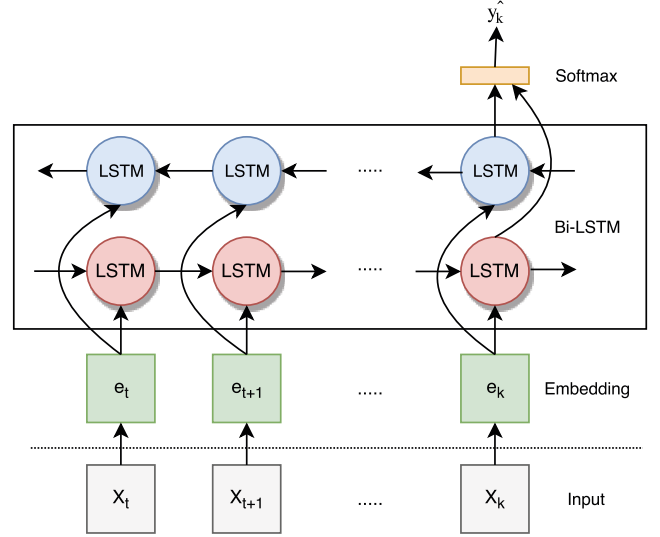 ŷₖ
Softmax
LSTM LSTM ..... LSTM
Bi-LSTM
LSTM LSTM ..... LSTM
eₜ eₜ₊₁ ..... eₖ Embedding
Xₜ Xₜ₊₁ ..... Xₖ Input